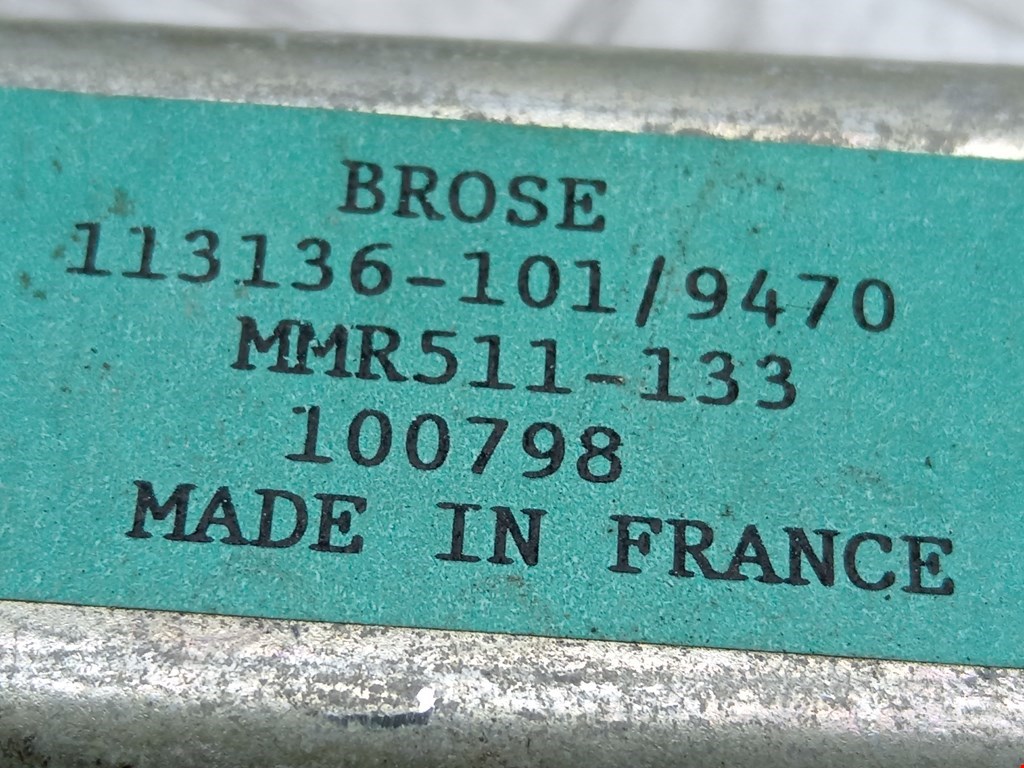 BROSE
113136-101/9470
MMR511-133
100798
MADE IN FRANCE